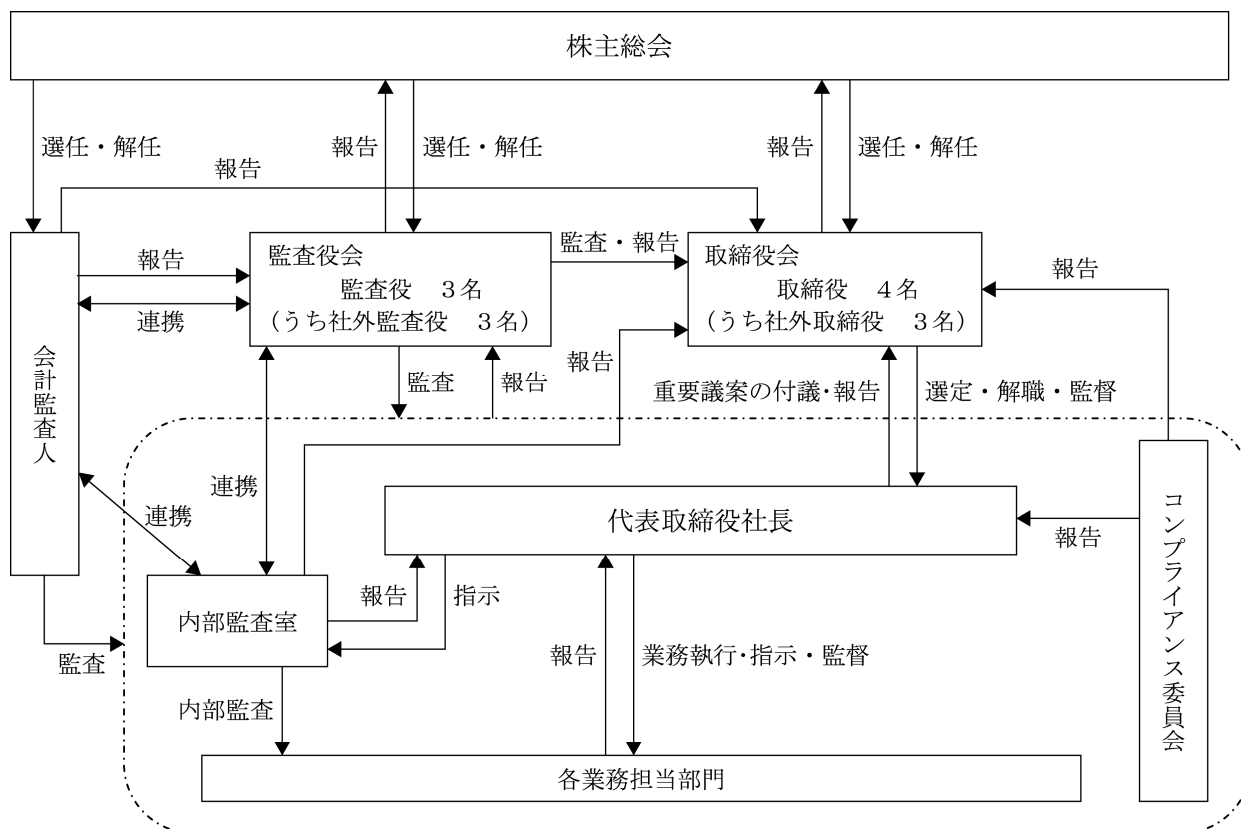 株主総会
選任・解任
報告
選任・解任
報告
選任・解任
報告
監査役会
監査役　３名
（うち社外監査役　３名）
監査・報告
取締役会
取締役　４名
（うち社外取締役　３名）
報告
報告
連携
会計監査人
監査
報告
報告
重要議案の付議・報告
選定・解職・監督
連携
連携
代表取締役社長
報告
コンプライアンス委員会
内部監査室
報告
指示
監査
報告
業務執行・指示・監督
内部監査
各業務担当部門